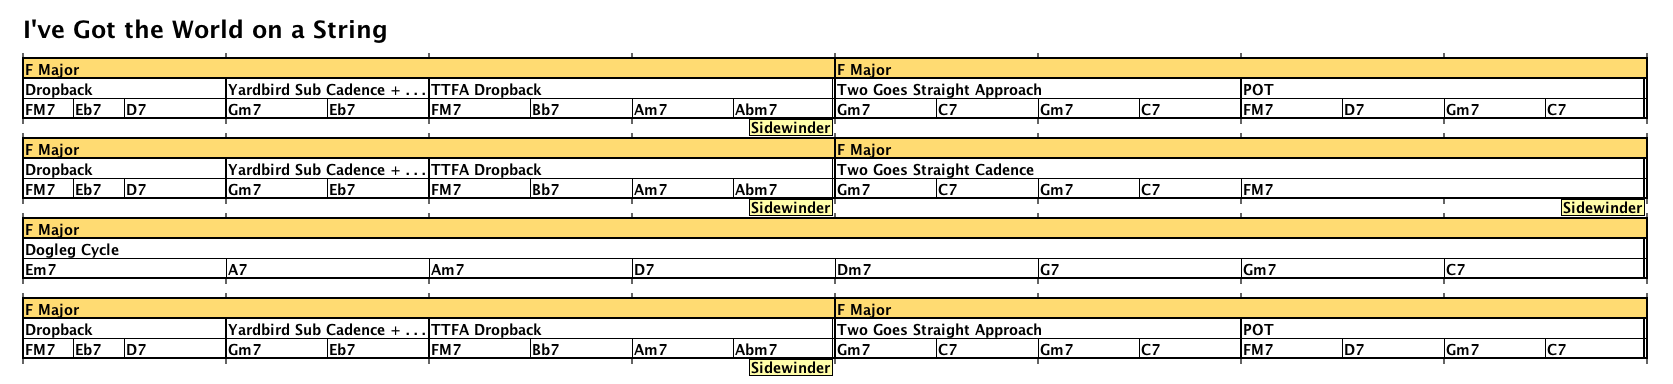 I've Got the World on a String
F Major F Major
Dropback Yardbird Sub Cadence + ... TTFA Dropback Two Goes Straight Approach POT
FM7 Eb7 D7 Gm7 Eb7 FM7 Bb7 Am7 Abm7 Gm7 C7 Gm7 C7 FM7 D7 Gm7 C7
Sidewinder
F Major F Major
Dropback Yardbird Sub Cadence + ... TTFA Dropback Two Goes Straight Cadence
FM7 Eb7 D7 Gm7 Eb7 FM7 Bb7 Am7 Abm7 Gm7 C7 Gm7 C7 FM7
Sidewinder Sidewinder
F Major
Dogleg Cycle
Em7 A7 Am7 D7 Dm7 G7 Gm7 C7
F Major F Major
Dropback Yardbird Sub Cadence + ... TTFA Dropback Two Goes Straight Approach POT
FM7 Eb7 D7 Gm7 Eb7 FM7 Bb7 Am7 Abm7 Gm7 C7 Gm7 C7 FM7 D7 Gm7 C7
Sidewinder